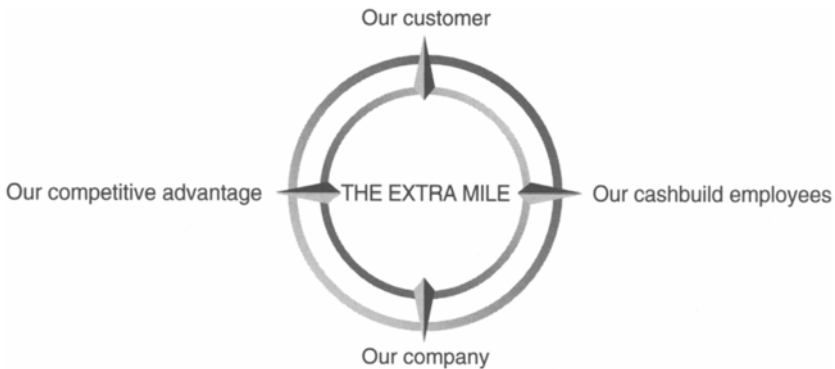 Our customer
Our competitive advantage
THE EXTRA MILE
Our cashbuild employees
Our company